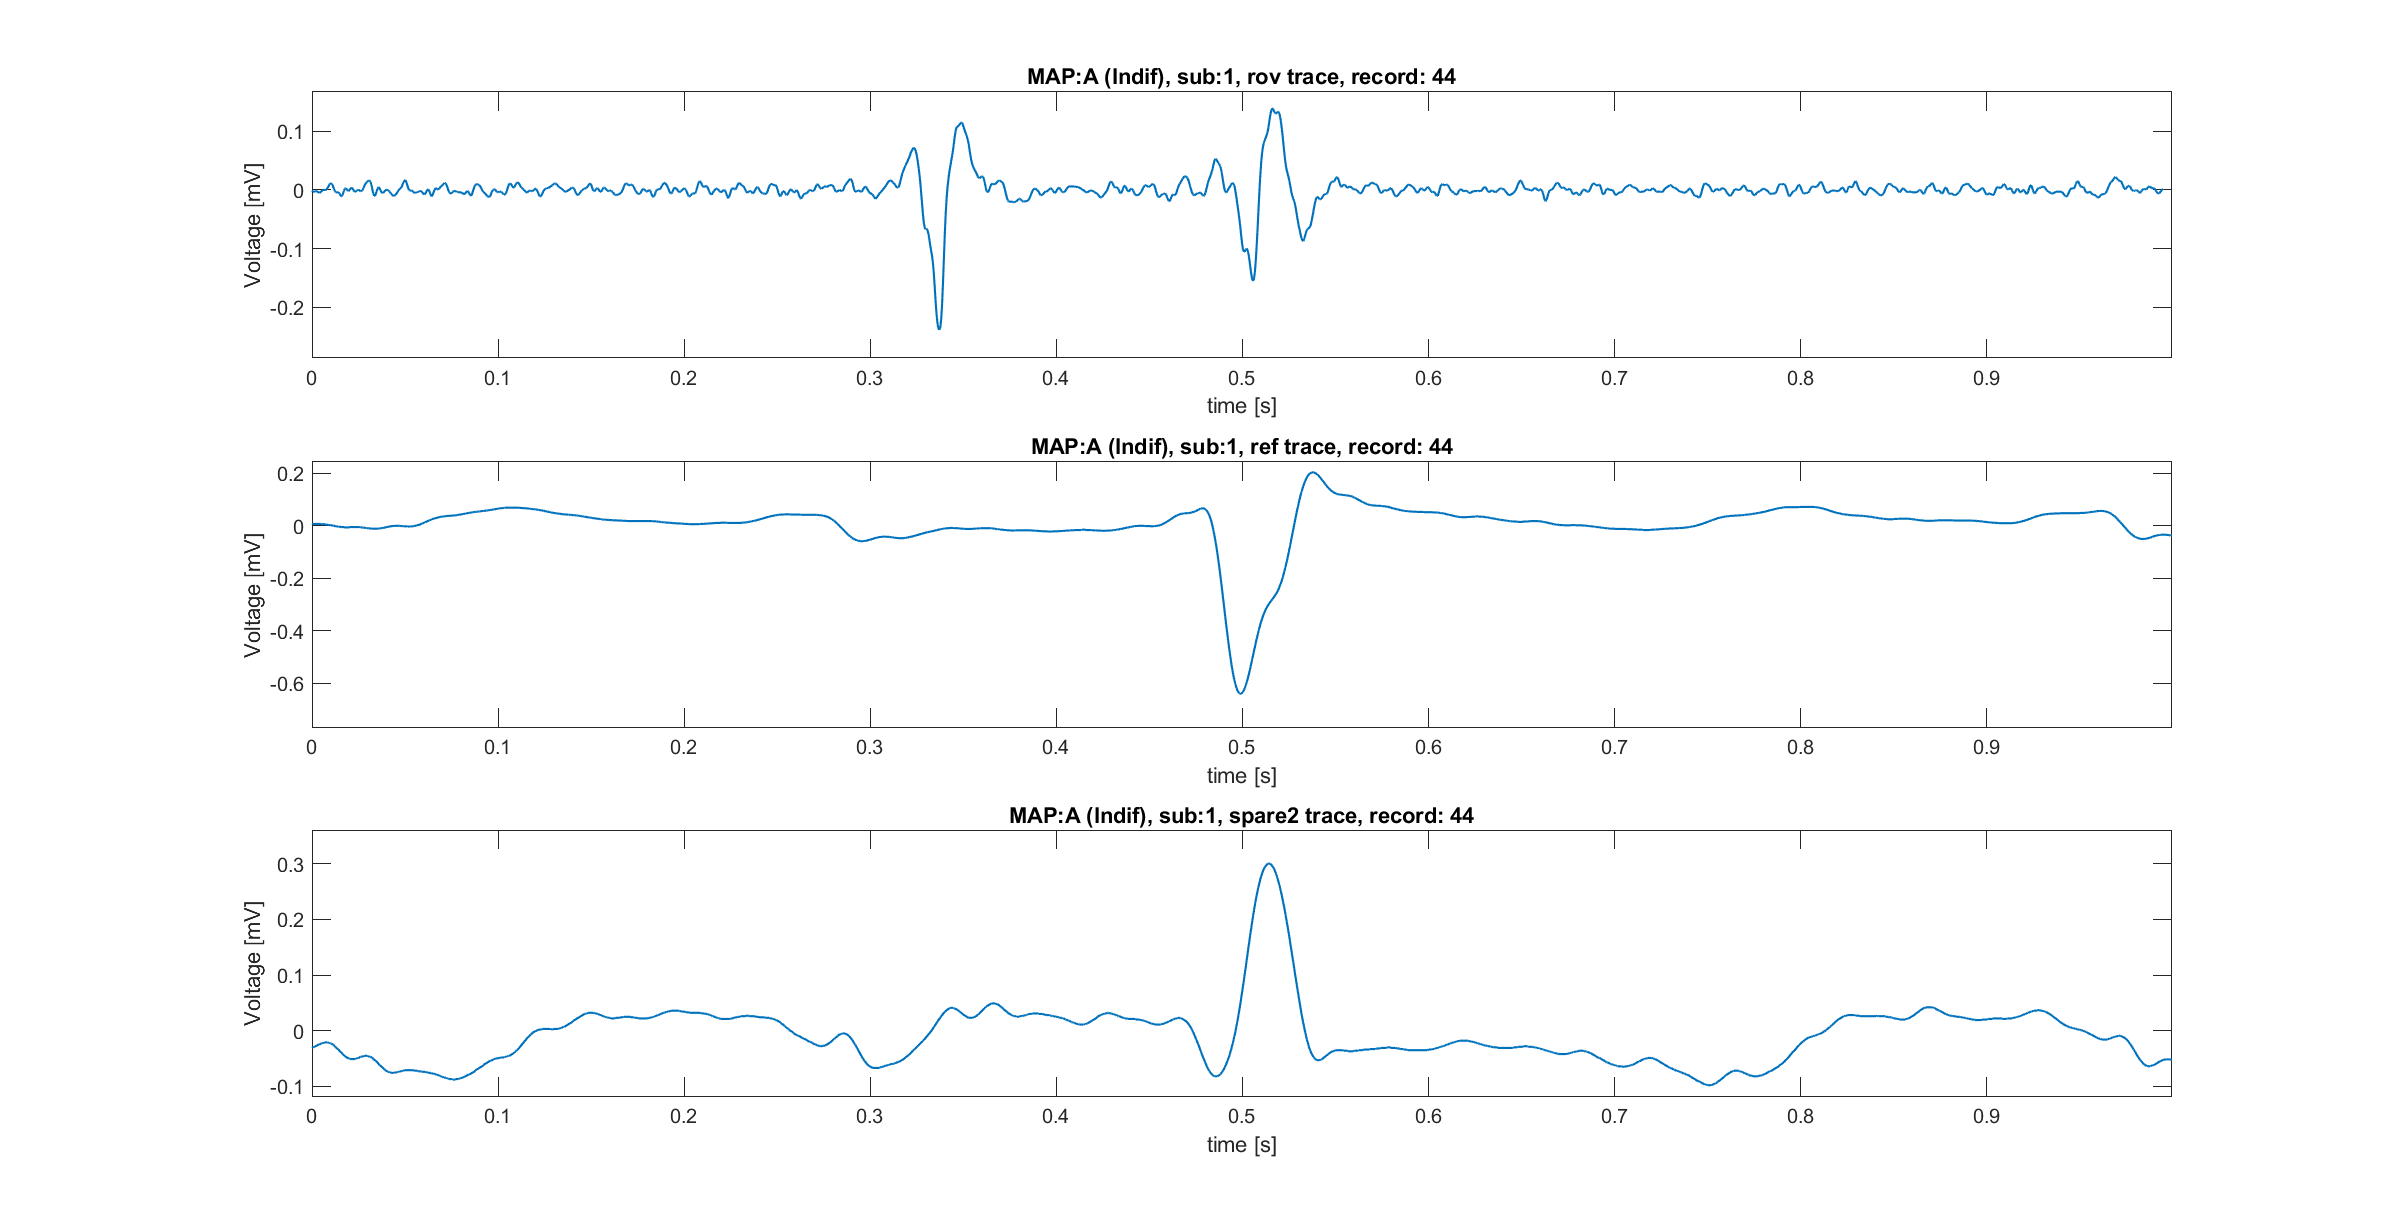 MAP:A (Indif), sub:1, rov trace, record: 44
0.1
0
-0.1
-0.2
Voltage [mV]
0 0.1 0.2 0.3 0.4 0.5 0.6 0.7 0.8 0.9
time [s]
MAP:A (Indif), sub:1, ref trace, record: 44
0.2
0
-0.2
-0.4
-0.6
Voltage [mV]
0 0.1 0.2 0.3 0.4 0.5 0.6 0.7 0.8 0.9
time [s]
MAP:A (Indif), sub:1, spare2 trace, record: 44
0.3
0.2
0.1
0
-0.1
Voltage [mV]
0 0.1 0.2 0.3 0.4 0.5 0.6 0.7 0.8 0.9
time [s]